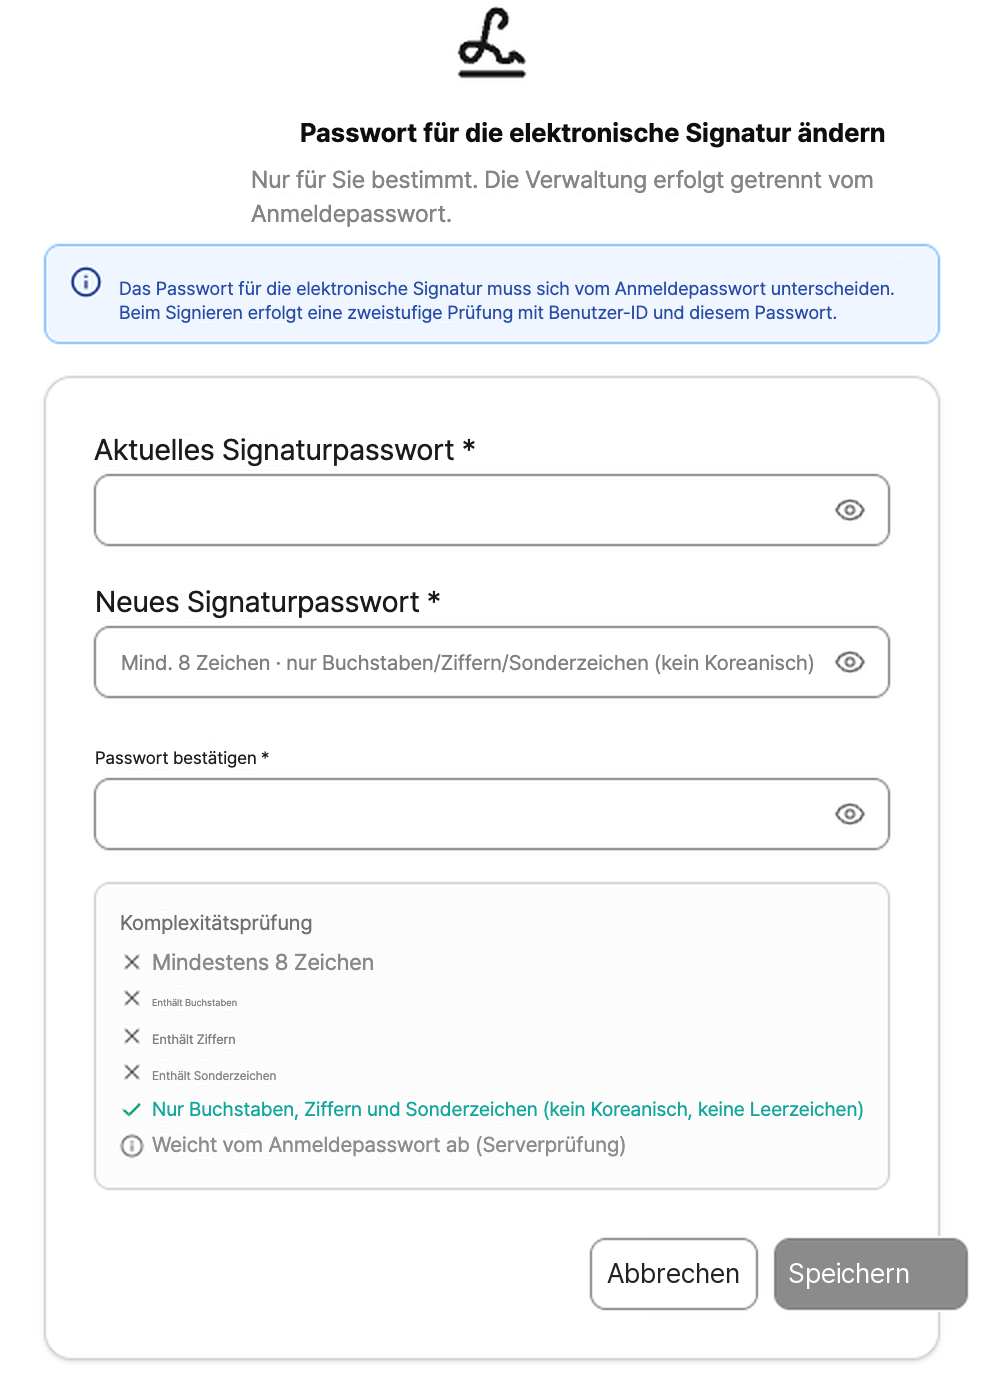 Passwort für die elektronische Signatur ändern
Nur für Sie bestimmt. Die Verwaltung erfolgt getrennt vom
Anmeldepasswort.
Das Passwort für die elektronische Signatur muss sich vom Anmeldepasswort unterscheiden.
Beim Signieren erfolgt eine zweistufige Prüfung mit Benutzer-ID und diesem Passwort.
Aktuelles Signaturpasswort *
Neues Signaturpasswort *
Mind. 8 Zeichen · nur Buchstaben/Ziffern/Sonderzeichen (kein Koreanisch)
Passwort bestätigen *
Komplexitätsprüfung
Mindestens 8 Zeichen
Enthält Buchstaben
Enthält Ziffern
Enthält Sonderzeichen
Nur Buchstaben, Ziffern und Sonderzeichen (kein Koreanisch, keine Leerzeichen)
Weicht vom Anmeldepasswort ab (Serverprüfung)
Abbrechen
Speichern